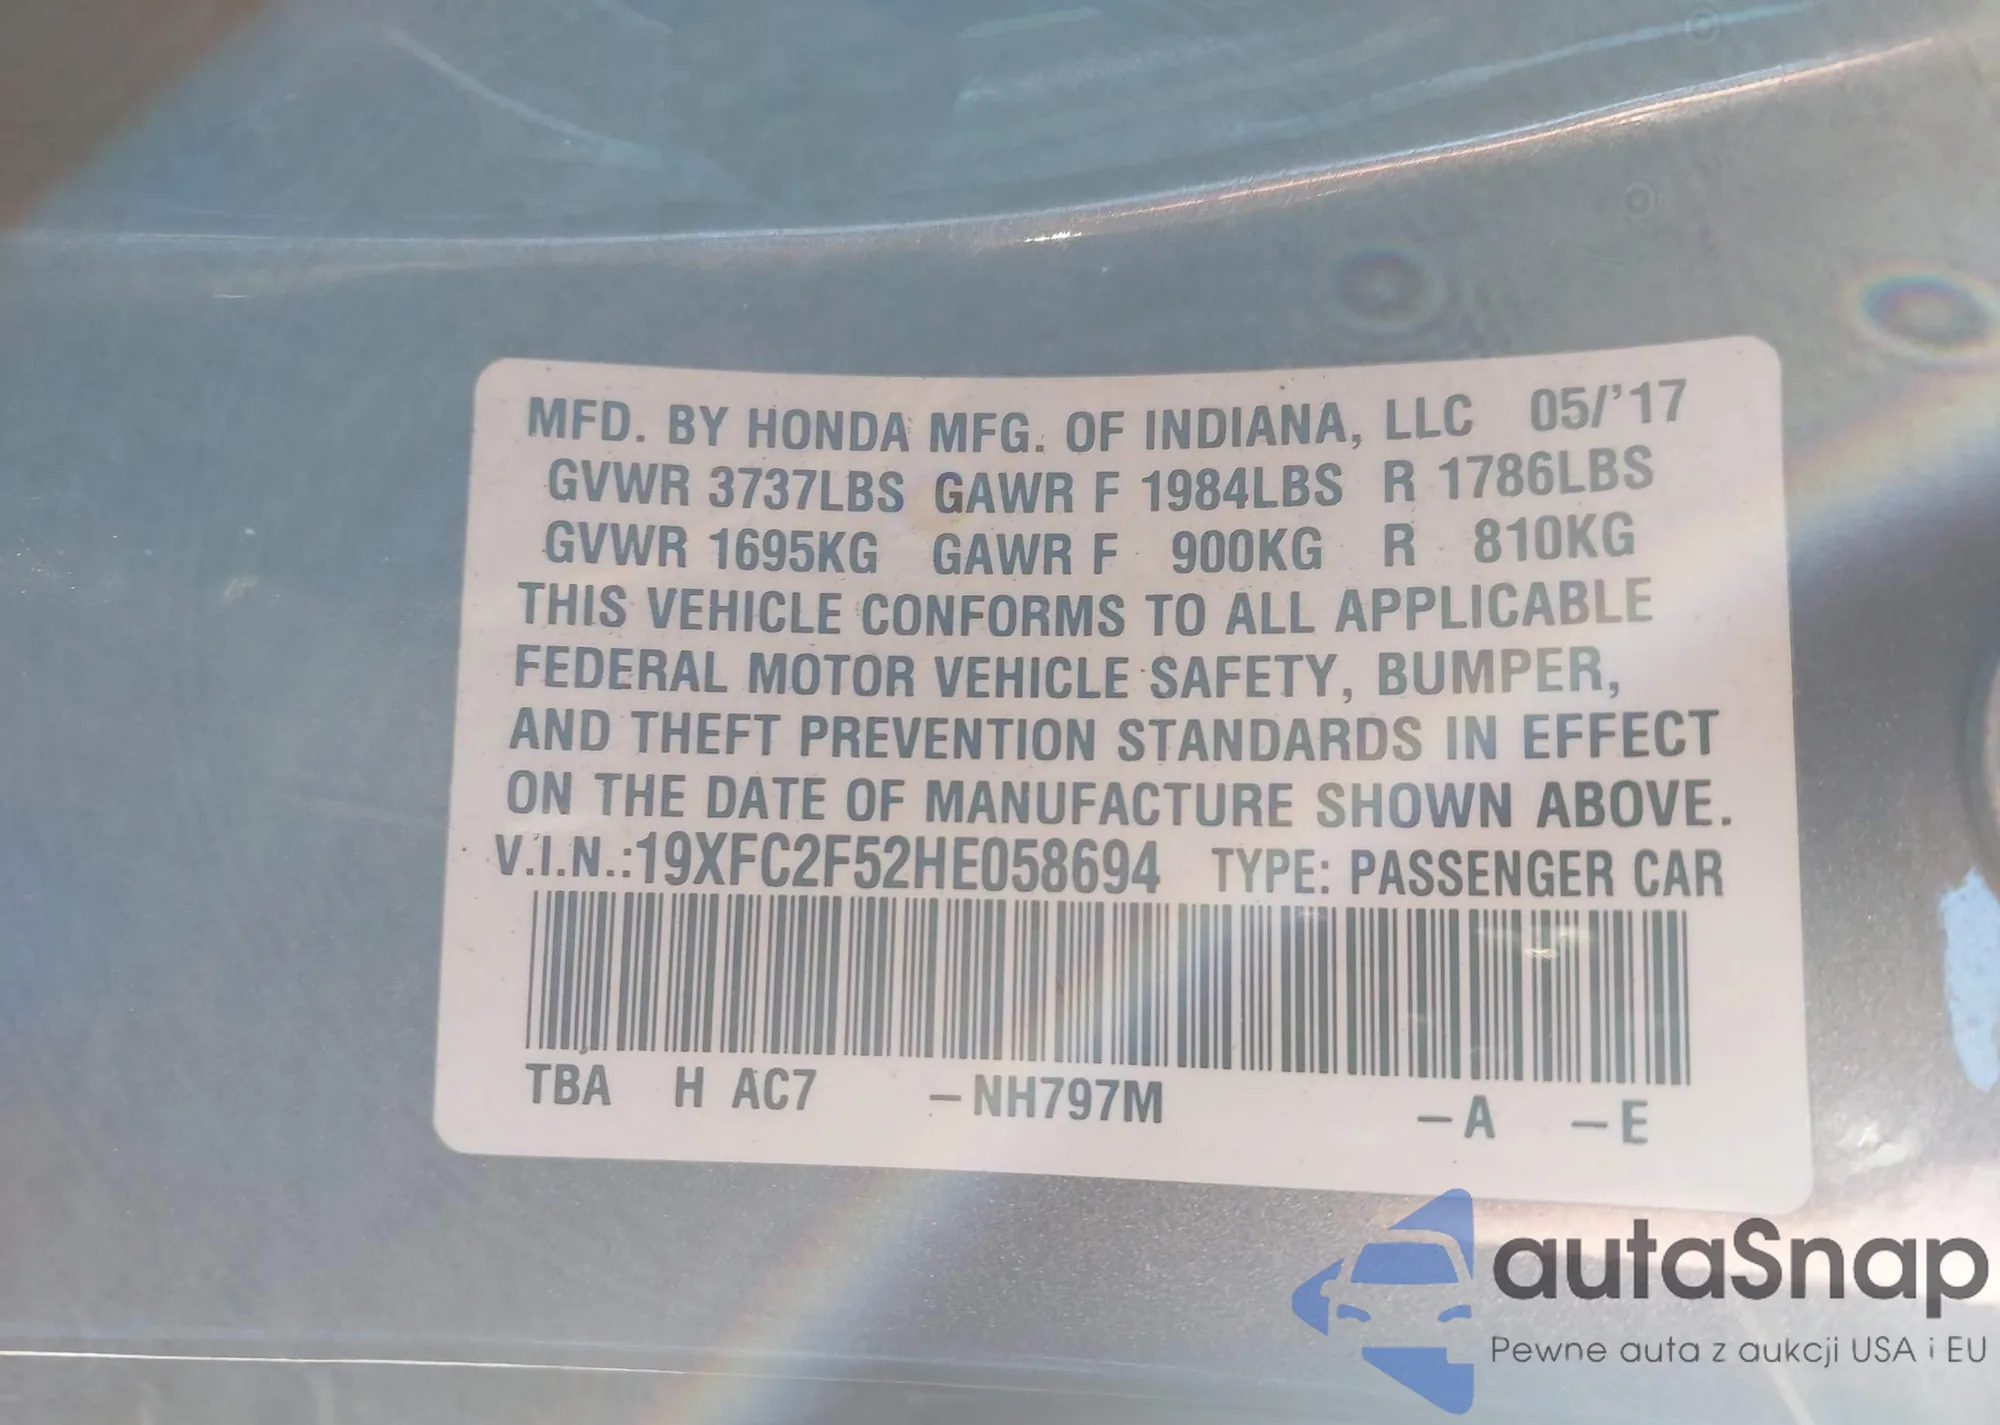 MFD. BY HONDA MFG. OF INDIANA, LLC 05/'17
GVWR 3737LBS GAWR F 1984LBS R 1786LBS
GVWR 1695KG GAWR F 900KG R 810KG
THIS VEHICLE CONFORMS TO ALL APPLICABLE
FEDERAL MOTOR VEHICLE SAFETY, BUMPER,
AND THEFT PREVENTION STANDARDS IN EFFECT
ON THE DATE OF MANUFACTURE SHOWN ABOVE.
V.I.N.:19XFC2F52HE058694 TYPE: PASSENGER CAR
TBA H AC7 –NH797M –A –E
autaSnap
Pewne auta z aukcji USA i EU